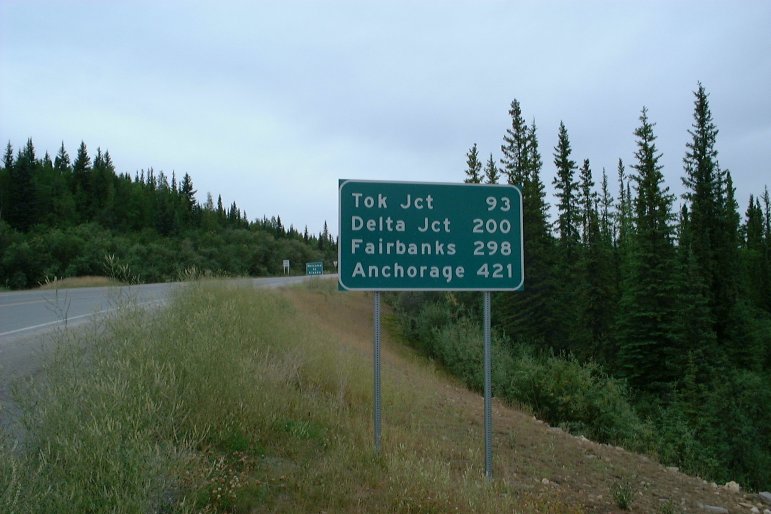 Tok Jct 93
Delta Jct 200
Fairbanks 298
Anchorage 421